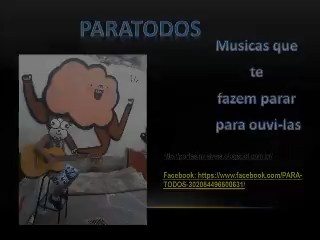 PARATODOS
Musicas que
te
fazem parar
para ouvi-las
Facebook: https://www.facebook.com/PARA-
TODOS-302064496600631/